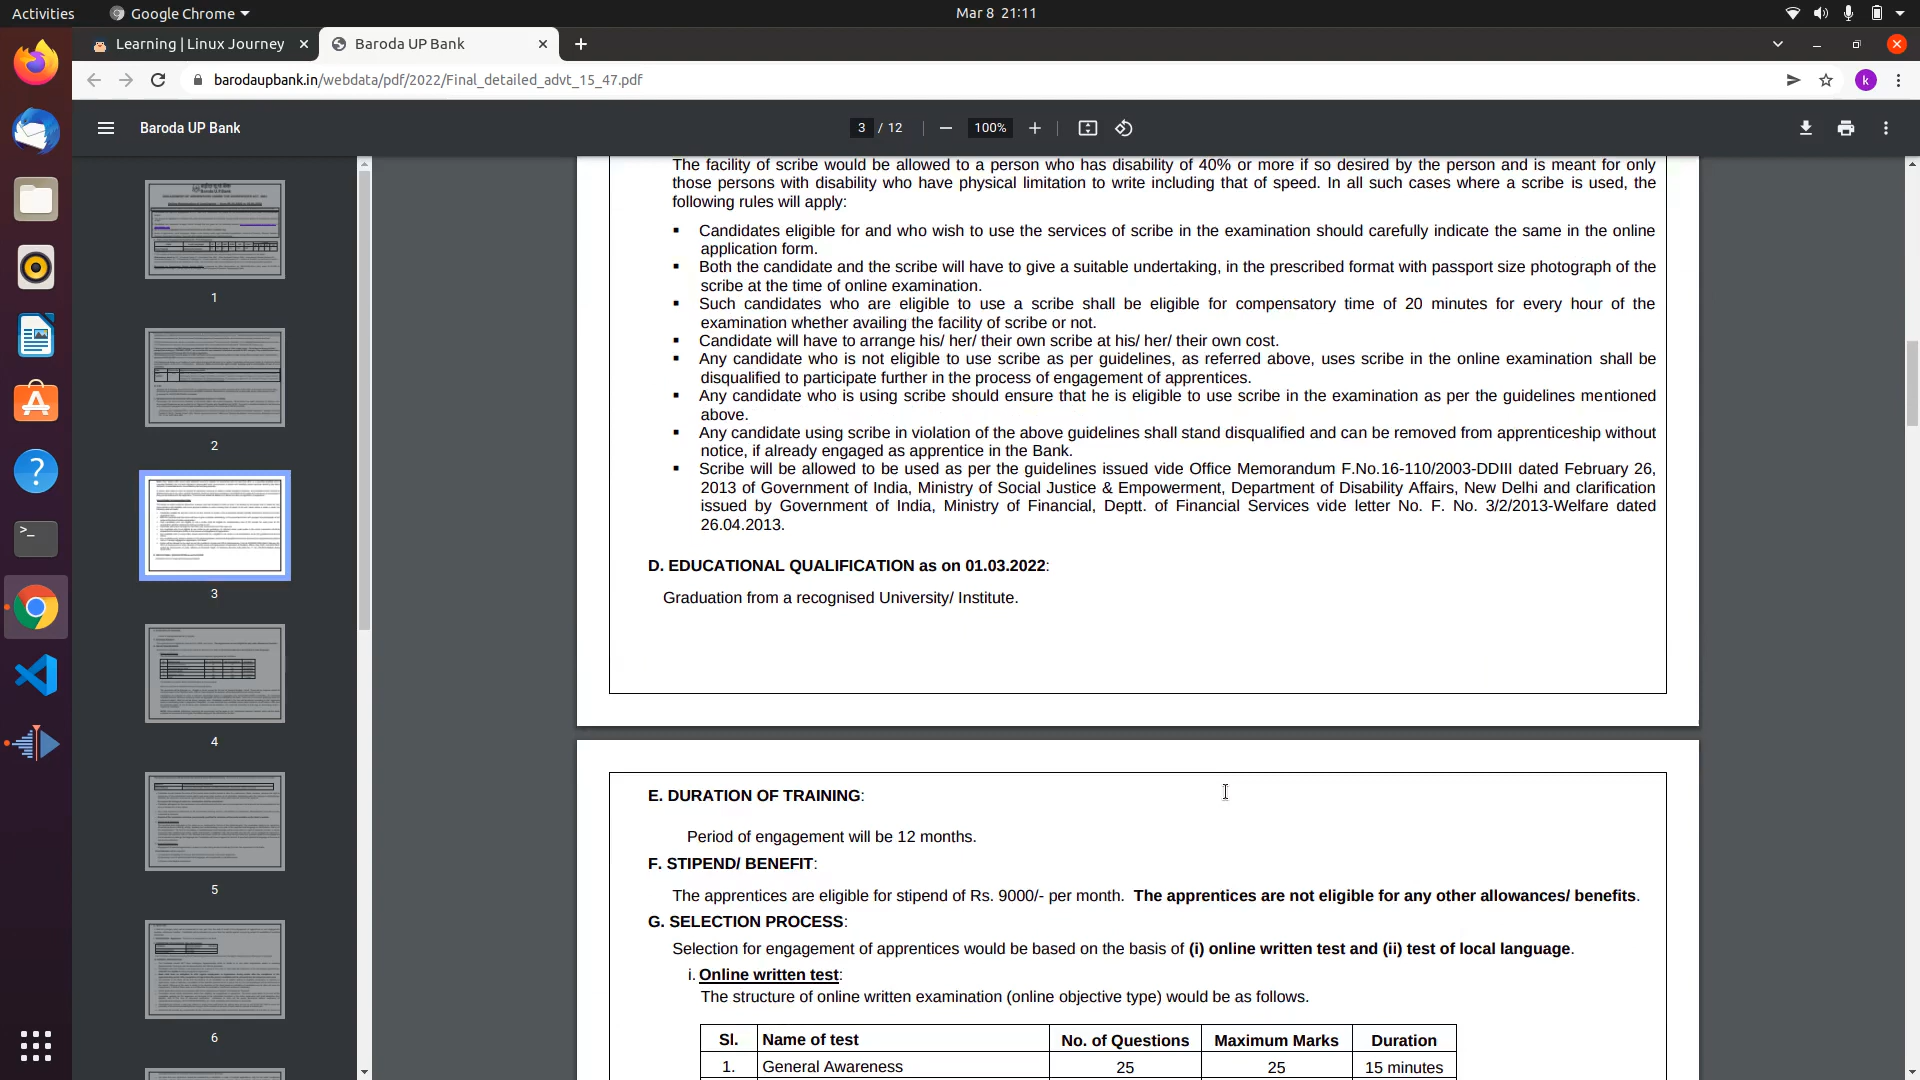 Activities
Google Chrome
Mar 8 21:11
Learning | Linux Journey
Baroda UP Bank
barodaupbank.in/webdata/pdf/2022/Final_detailed_advt_15_47.pdf
k
Baroda UP Bank
3 / 12
100%
1
2
3
4
5
6
The facility of scribe would be allowed to a person who has disability of 40% or more if so desired by the person and is meant for only
those persons with disability who have physical limitation to write including that of speed. In all such cases where a scribe is used, the
following rules will apply:
▪ Candidates eligible for and who wish to use the services of scribe in the examination should carefully indicate the same in the online
application form.
▪ Both the candidate and the scribe will have to give a suitable undertaking, in the prescribed format with passport size photograph of the
scribe at the time of online examination.
▪ Such candidates who are eligible to use a scribe shall be eligible for compensatory time of 20 minutes for every hour of the
examination whether availing the facility of scribe or not.
▪ Candidate will have to arrange his/ her/ their own scribe at his/ her/ their own cost.
▪ Any candidate who is not eligible to use scribe as per guidelines, as referred above, uses scribe in the online examination shall be
disqualified to participate further in the process of engagement of apprentices.
▪ Any candidate who is using scribe should ensure that he is eligible to use scribe in the examination as per the guidelines mentioned
above.
▪ Any candidate using scribe in violation of the above guidelines shall stand disqualified and can be removed from apprenticeship without
notice, if already engaged as apprentice in the Bank.
▪ Scribe will be allowed to be used as per the guidelines issued vide Office Memorandum F.No.16-110/2003-DDIII dated February 26,
2013 of Government of India, Ministry of Social Justice & Empowerment, Department of Disability Affairs, New Delhi and clarification
issued by Government of India, Ministry of Financial, Deptt. of Financial Services vide letter No. F. No. 3/2/2013-Welfare dated
26.04.2013.
D. EDUCATIONAL QUALIFICATION as on 01.03.2022:
Graduation from a recognised University/ Institute.
E. DURATION OF TRAINING:
Period of engagement will be 12 months.
F. STIPEND/ BENEFIT:
The apprentices are eligible for stipend of Rs. 9000/- per month. The apprentices are not eligible for any other allowances/ benefits.
G. SELECTION PROCESS:
Selection for engagement of apprentices would be based on the basis of (i) online written test and (ii) test of local language.
i. Online written test:
The structure of online written examination (online objective type) would be as follows.
Sl. Name of test No. of Questions Maximum Marks Duration
1. General Awareness 25 25 15 minutes